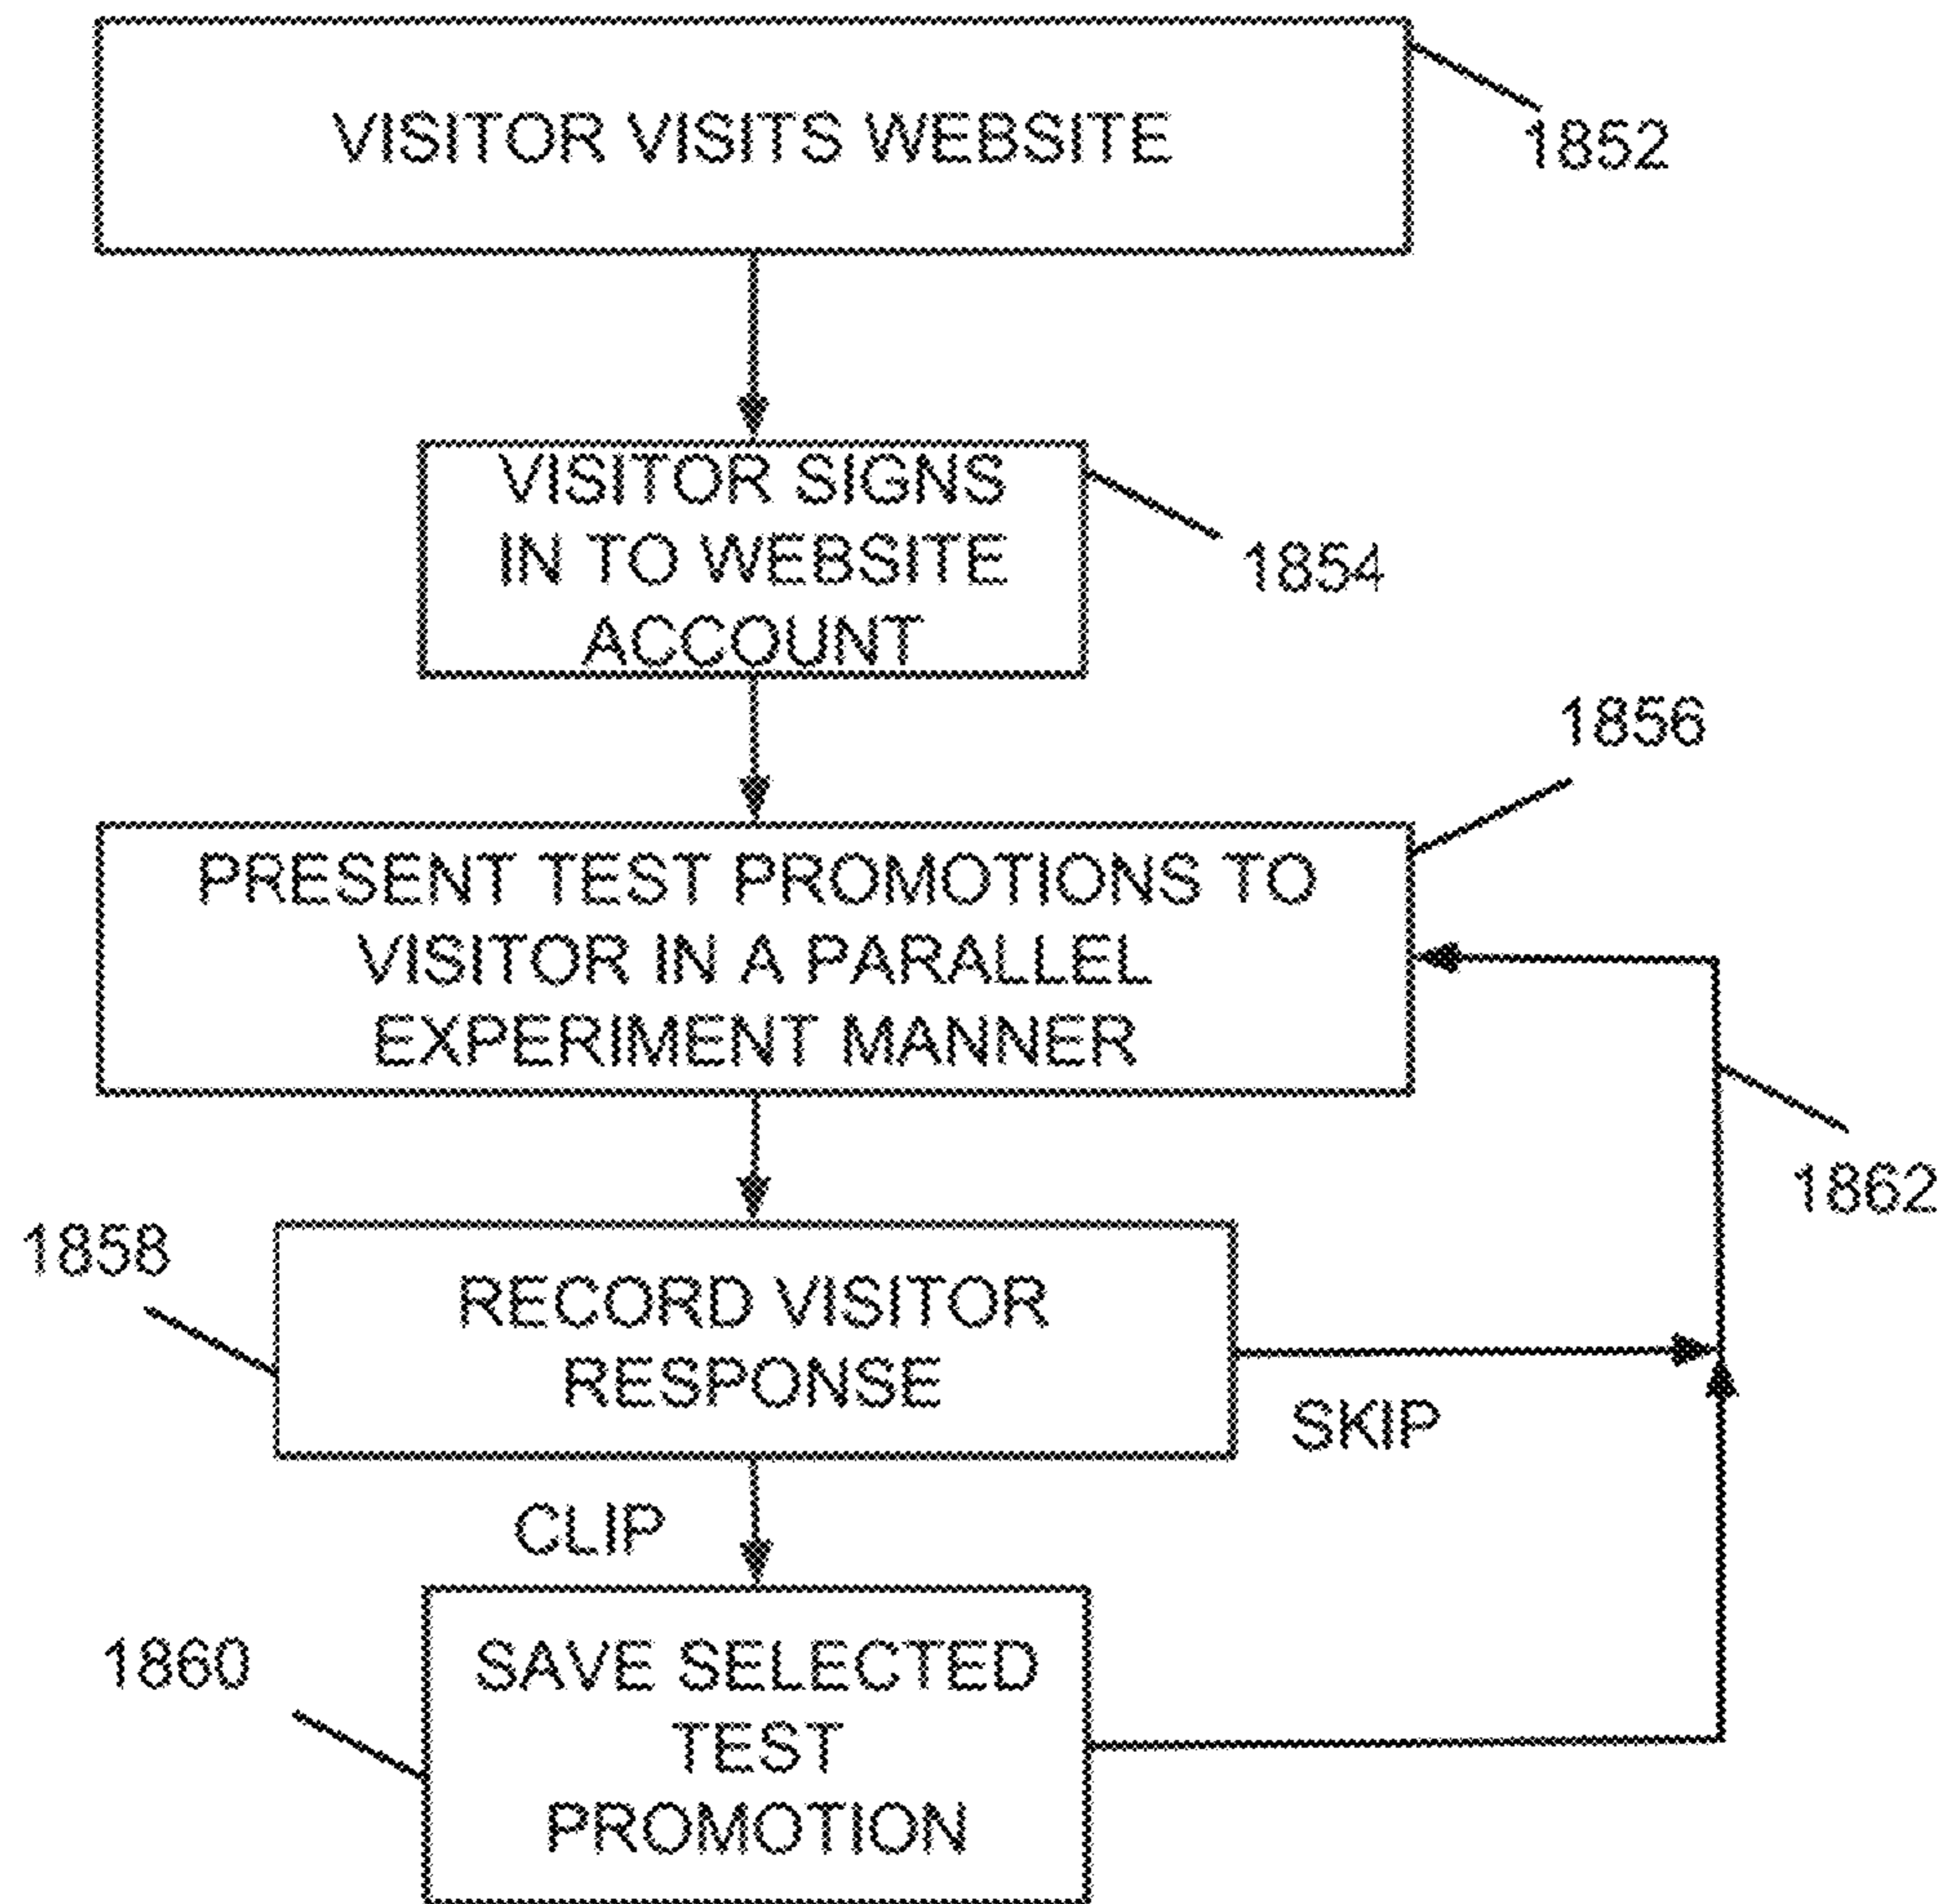 VISITOR VISITS WEBSITE
1852
VISITOR SIGNS
IN TO WEBSITE
ACCOUNT
1854
1856
PRESENT TEST PROMOTIONS TO
VISITOR IN A PARALLEL
EXPERIMENT MANNER
1862
1858
RECORD VISITOR
RESPONSE
SKIP
CLIP
1860
SAVE SELECTED
TEST
PROMOTION